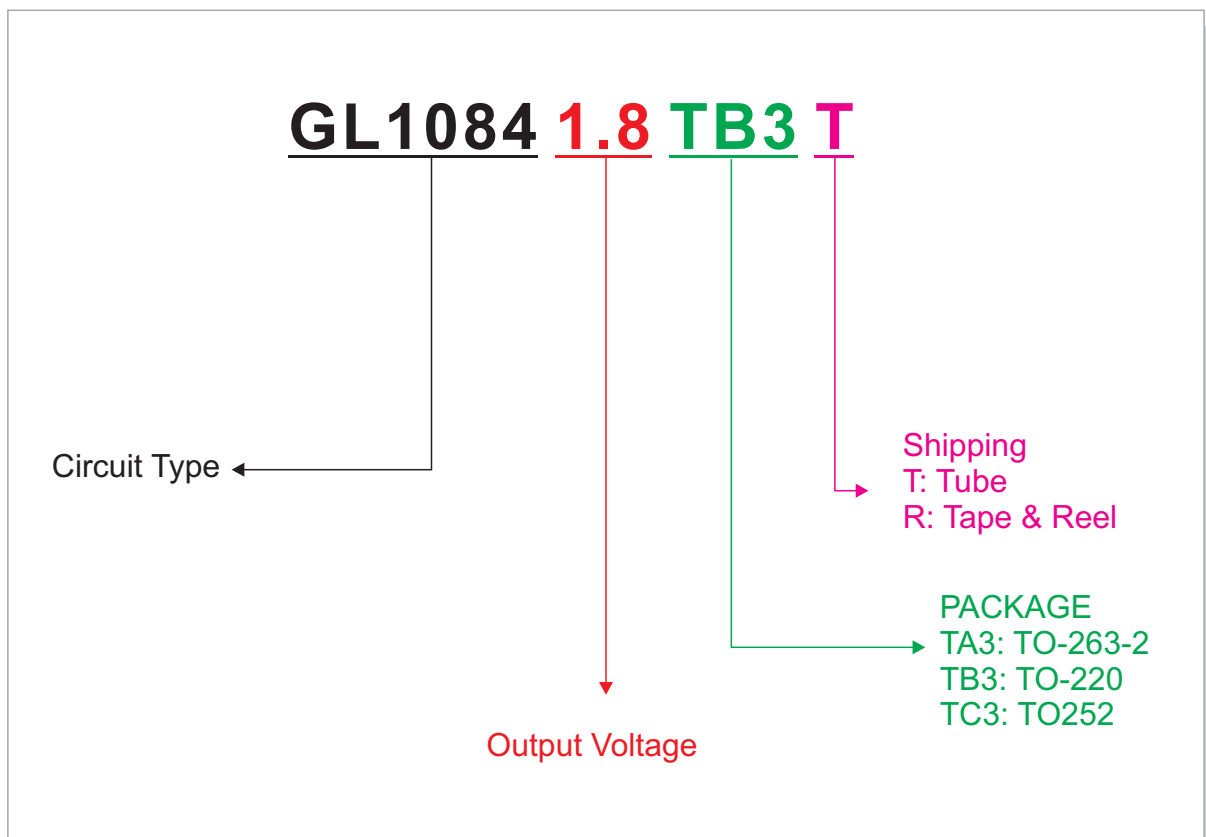 GL1084 1.8 TB3 T
Circuit Type
Shipping
T: Tube
R: Tape & Reel
PACKAGE
TA3: TO-263-2
TB3: TO-220
TC3: TO252
Output Voltage